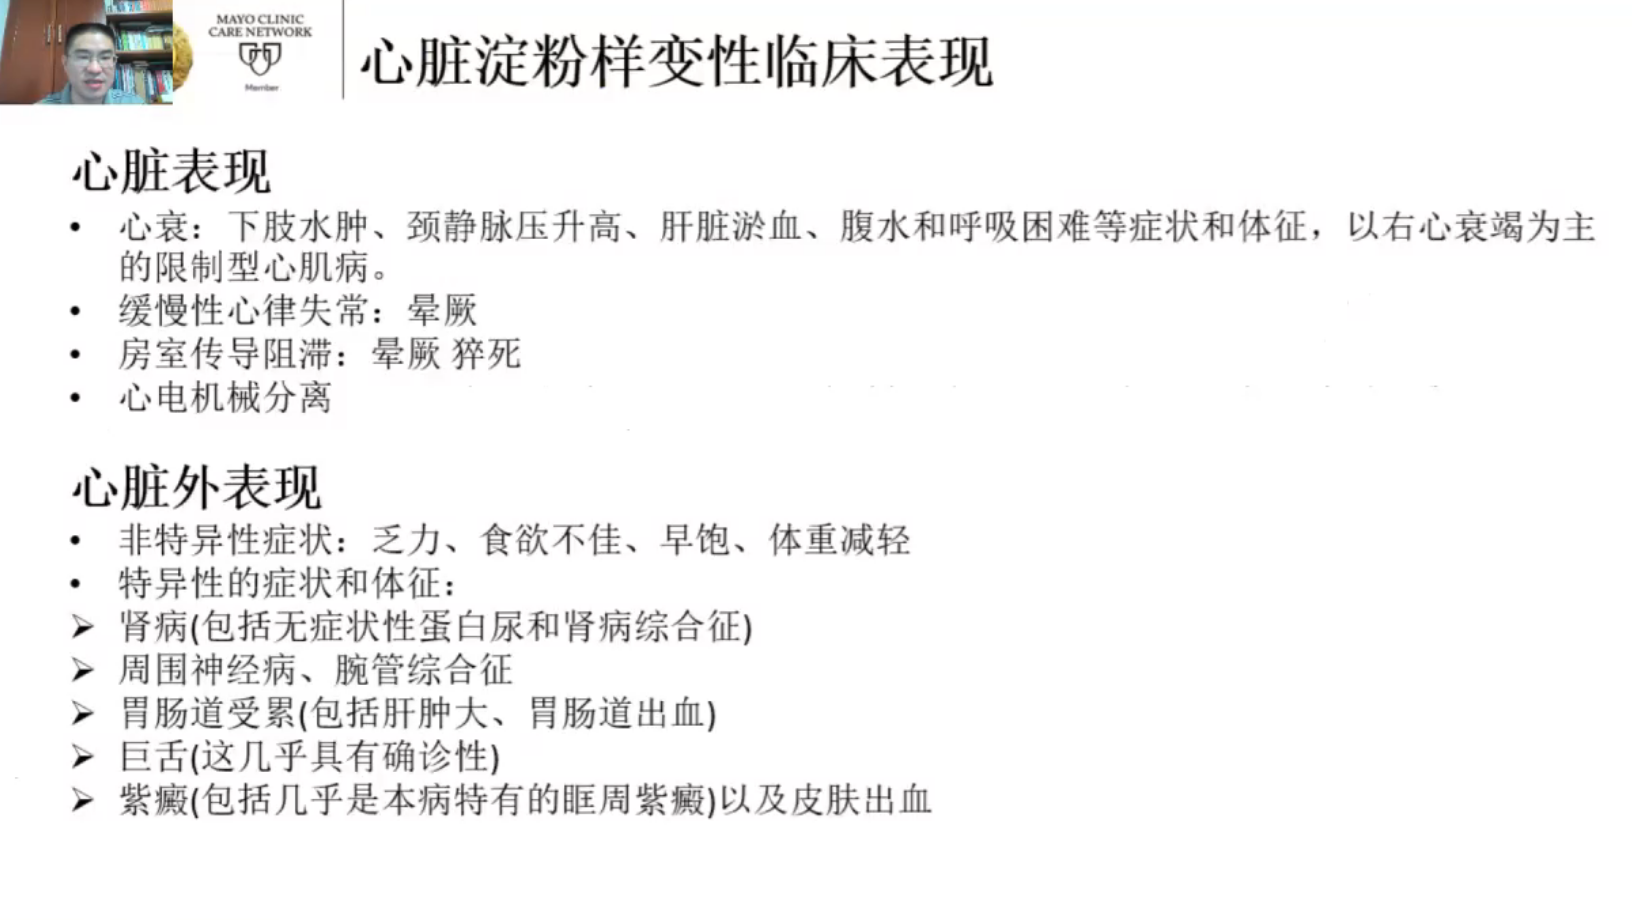 MAYO CLINIC
CARE NETWORK
Member
心脏淀粉样变性临床表现
心脏表现
• 心衰：下肢水肿、颈静脉压升高、肝脏淤血、腹水和呼吸困难等症状和体征，以右心衰竭为主
的限制型心肌病。
• 缓慢性心律失常：晕厥
• 房室传导阻滞：晕厥 猝死
• 心电机械分离
心脏外表现
• 非特异性症状：乏力、食欲不佳、早饱、体重减轻
• 特异性的症状和体征：
➢ 肾病(包括无症状性蛋白尿和肾病综合征)
➢ 周围神经病、腕管综合征
➢ 胃肠道受累(包括肝肿大、胃肠道出血)
➢ 巨舌(这几乎具有确诊性)
➢ 紫癜(包括几乎是本病特有的眶周紫癜)以及皮肤出血